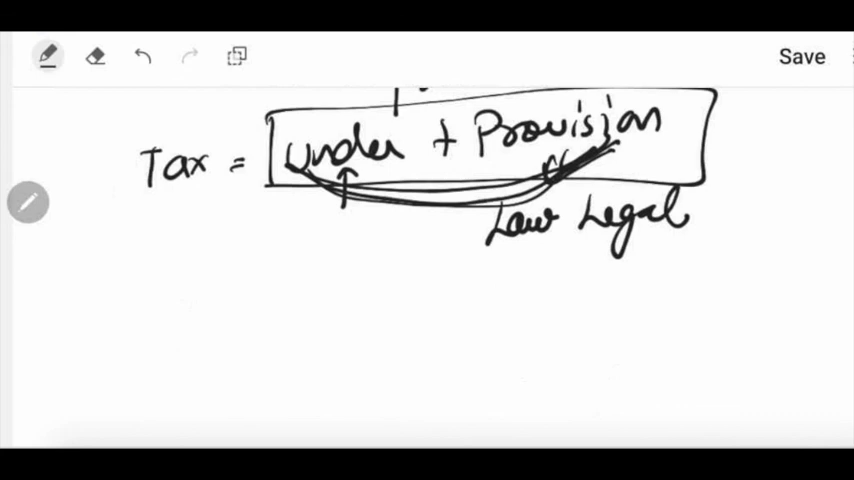 Save
Tax = under + Provision
Law Legal